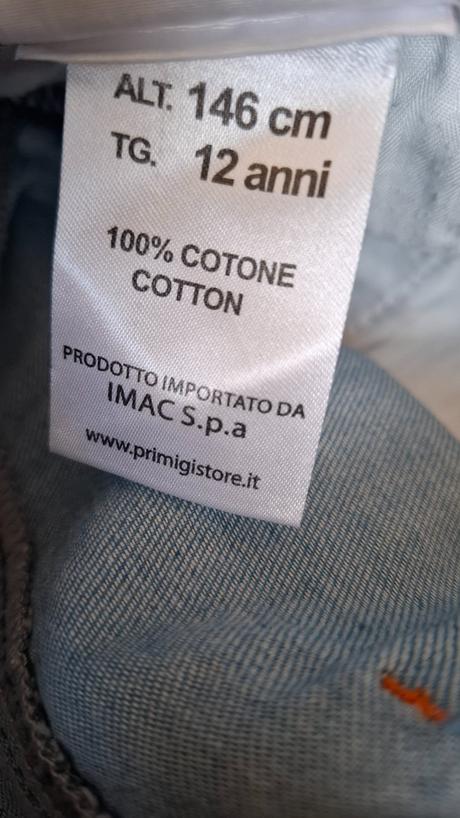 ALT. 146 cm
TG. 12 anni
100% COTONE
COTTON
PRODOTTO IMPORTATO DA
IMAC S.p.a
www.primigistore.it